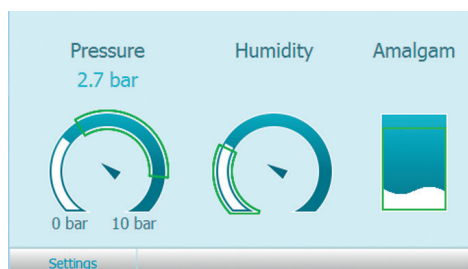 Pressure
2.7 bar
0 bar
10 bar
Humidity
Amalgam
Settings